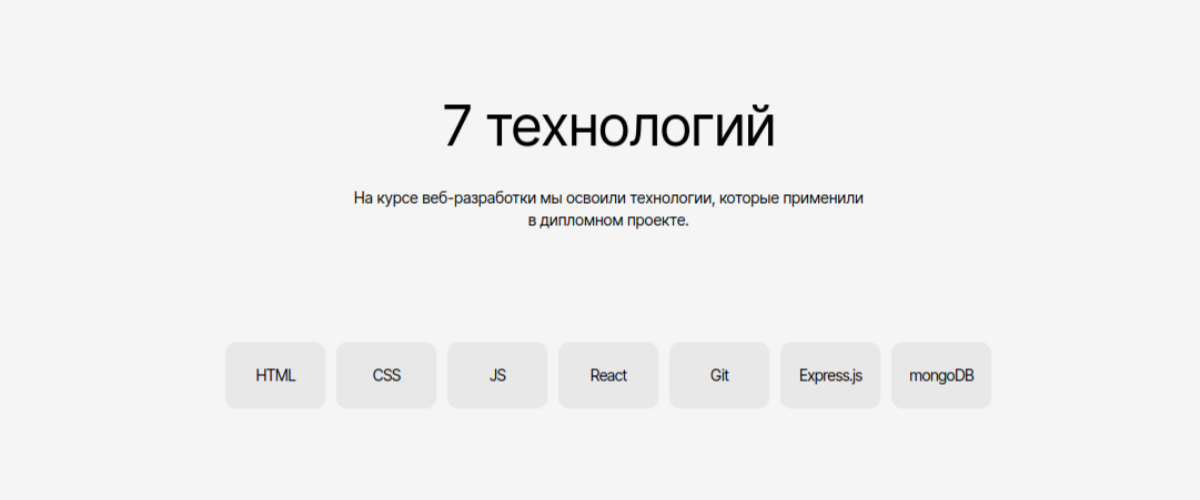 7 технологий
На курсе веб-разработки мы освоили технологии, которые применили
в дипломном проекте.
HTML CSS JS React Git Express.js mongoDB